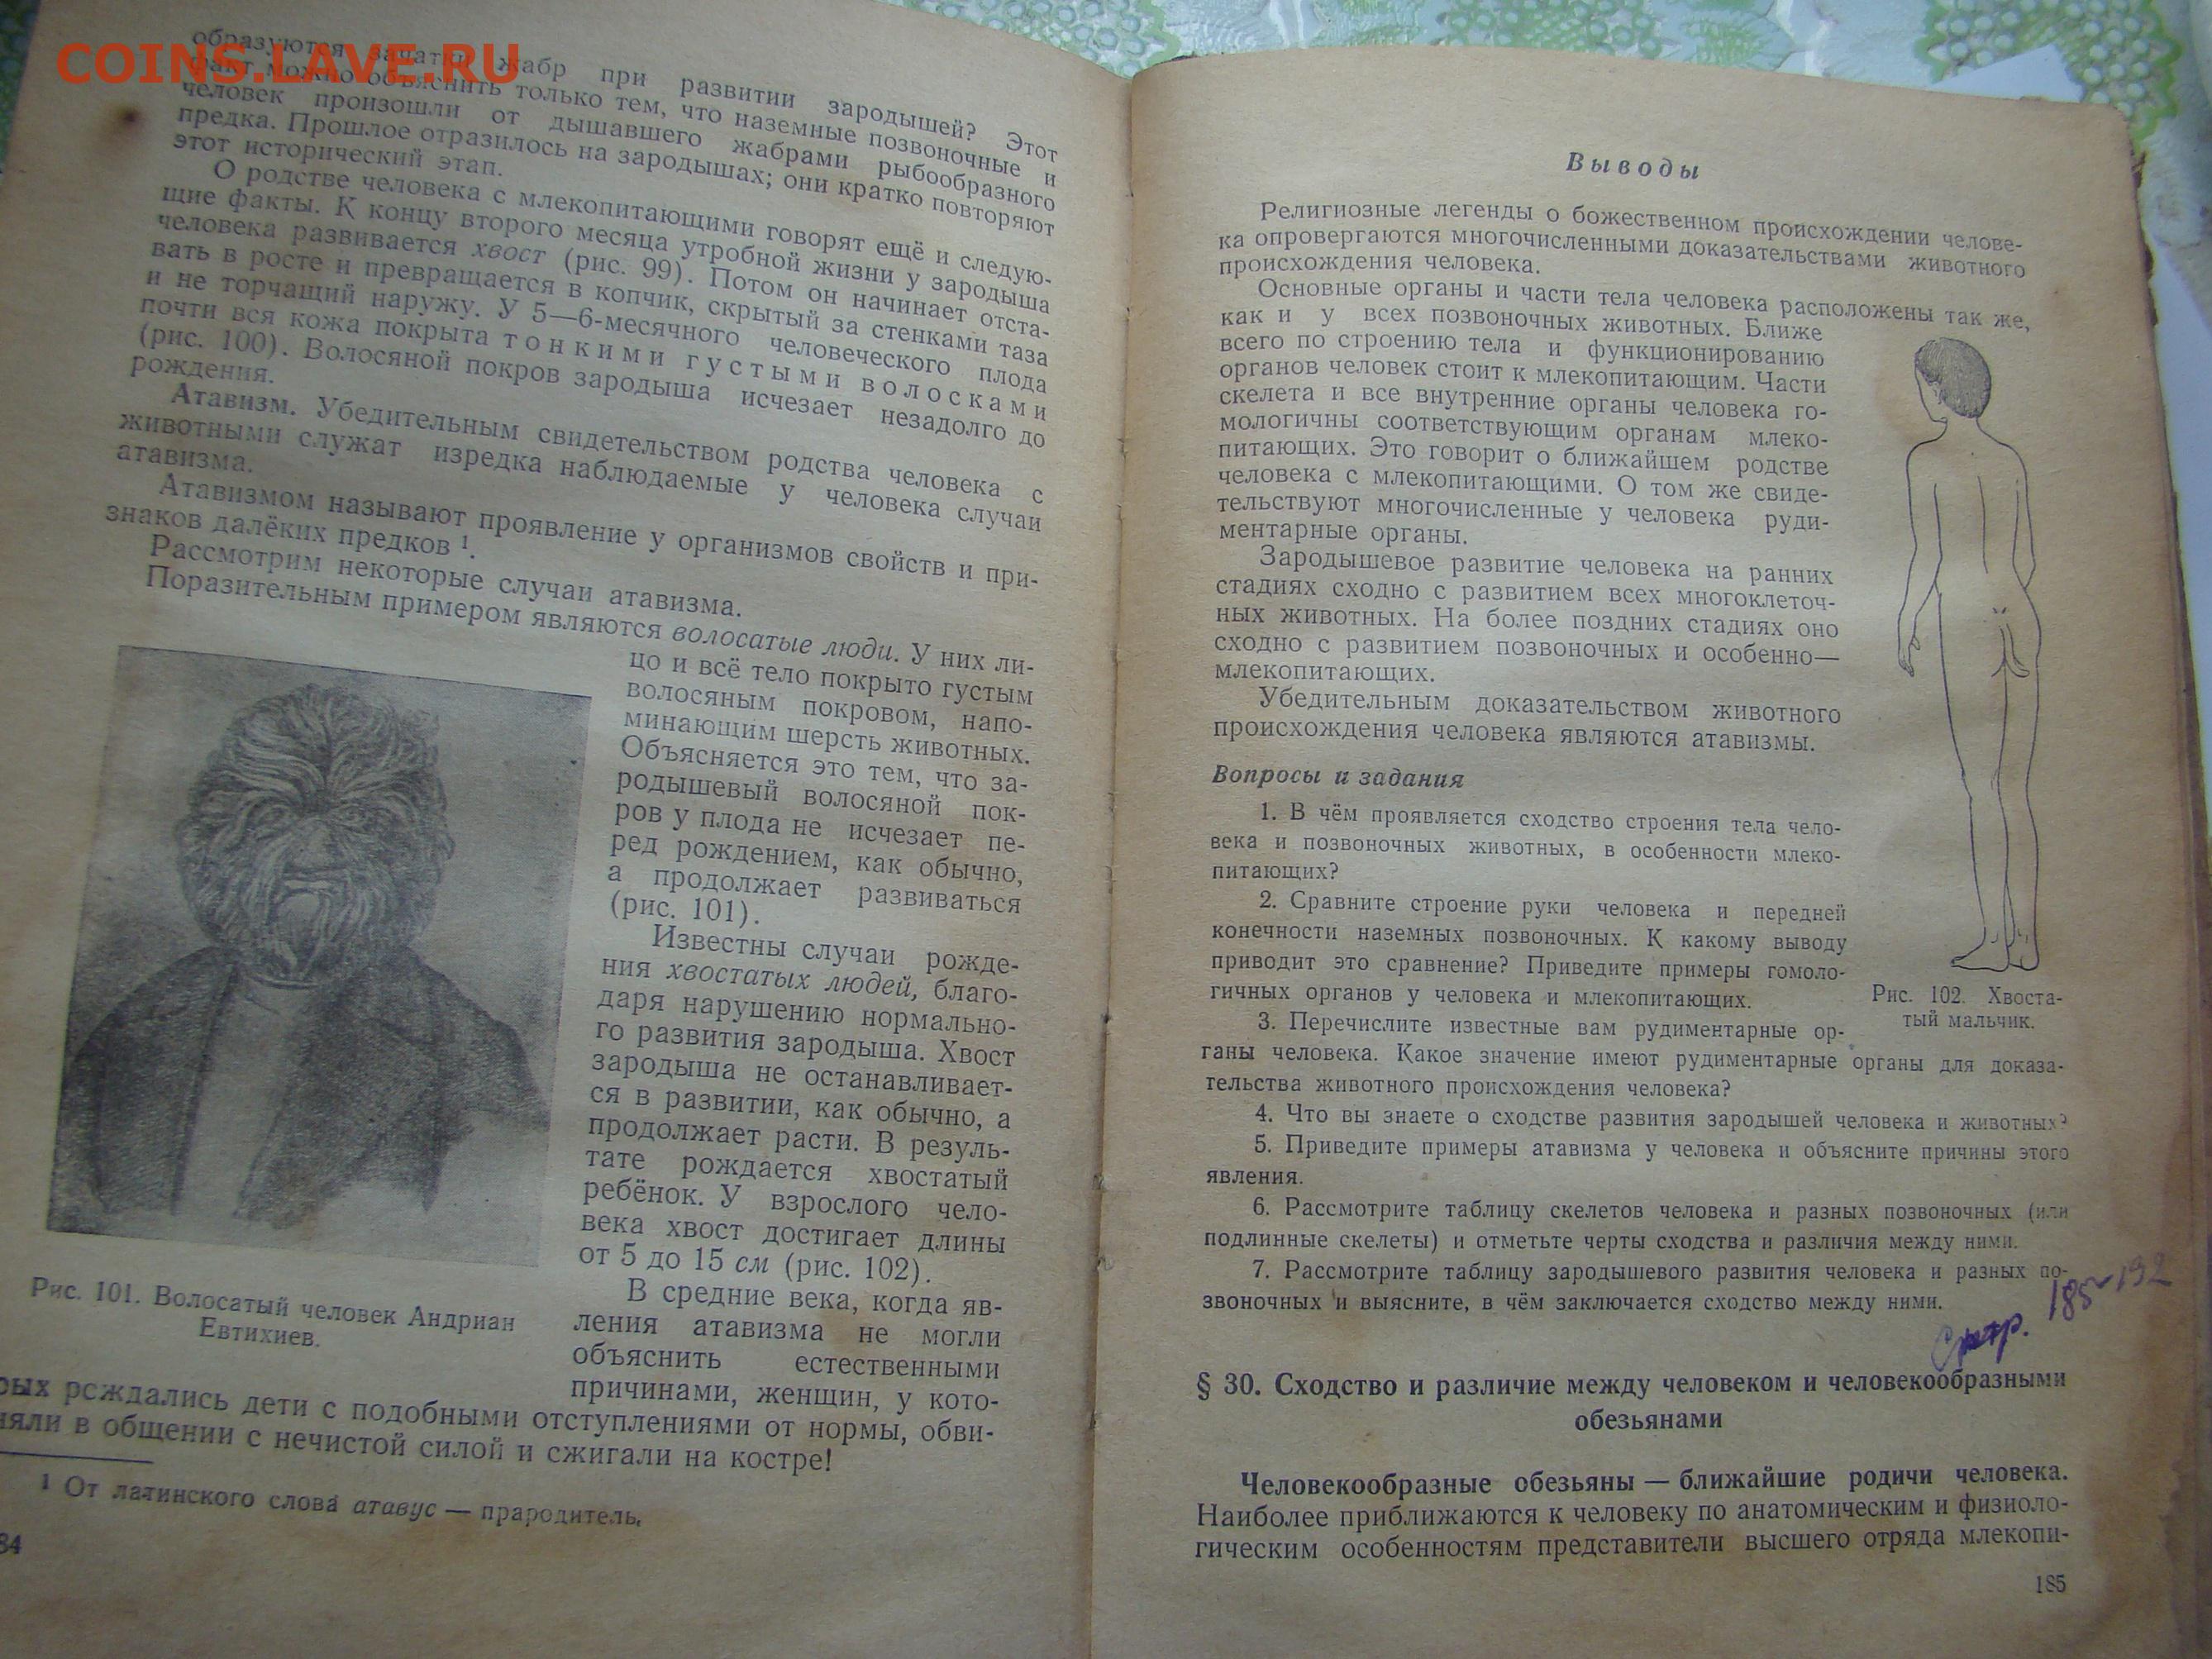 COINS.LAVE.RU
образуются зачатки жабр при развитии зародышей? Этот
факт можно объяснить только тем, что наземные позвоночные и
человек произошли от дышавшего жабрами рыбообразного
предка. Прошлое отразилось на зародышах; они кратко повторяют
этот исторический этап.
О родстве человека с млекопитающими говорят ещё и следую-
щие факты. К концу второго месяца утробной жизни у зародыша
человека развивается хвост (рис. 99). Потом он начинает отста-
вать в росте и превращается в копчик, скрытый за стенками таза
и не торчащий наружу. У 5—6-месячного человеческого плода
почти вся кожа покрыта тонкими густыми волосками
(рис. 100). Волосяной покров зародыша исчезает незадолго до
рождения.
Атавизм. Убедительным свидетельством родства человека с
животными служат изредка наблюдаемые у человека случаи
атавизма.
Атавизмом называют проявление у организмов свойств и при-
знаков далёких предков ¹.
Рассмотрим некоторые случаи атавизма.
Поразительным примером являются волосатые люди. У них ли-
цо и всё тело покрыто густым
волосяным покровом, напо-
минающим шерсть животных.
Объясняется это тем, что за-
родышевый волосяной пок-
ров у плода не исчезает пе-
ред рождением, как обычно,
а продолжает развиваться
(рис. 101).
Известны случаи рожде-
ния хвостатых людей, благо-
даря нарушению нормально-
го развития зародыша. Хвост
зародыша не останавливает-
ся в развитии, как обычно, а
продолжает расти. В резуль-
тате рождается хвостатый
ребёнок. У взрослого чело-
века хвост достигает длины
от 5 до 15 см (рис. 102).
В средние века, когда яв-
ления атавизма не могли
объяснить естественными
причинами, женщин, у кото-
рых рождались дети с подобными отступлениями от нормы, обви-
няли в общении с нечистой силой и сжигали на костре!
Рис. 101. Волосатый человек Андриан
Евтихиев.
¹ От латинского слова атавус — прародитель.
84
Выводы
Религиозные легенды о божественном происхождении челове-
ка опровергаются многочисленными доказательствами животного
происхождения человека.
Основные органы и части тела человека расположены так же,
как и у всех позвоночных животных. Ближе
всего по строению тела и функционированию
органов человек стоит к млекопитающим. Части
скелета и все внутренние органы человека го-
мологичны соответствующим органам млеко-
питающих. Это говорит о ближайшем родстве
человека с млекопитающими. О том же свиде-
тельствуют многочисленные у человека руди-
ментарные органы.
Зародышевое развитие человека на ранних
стадиях сходно с развитием всех многоклеточ-
ных животных. На более поздних стадиях оно
сходно с развитием позвоночных и особенно—
млекопитающих.
Убедительным доказательством животного
происхождения человека являются атавизмы.
Вопросы и задания
1. В чём проявляется сходство строения тела чело-
века и позвоночных животных, в особенности млеко-
питающих?
2. Сравните строение руки человека и передней
конечности наземных позвоночных. К какому выводу
приводит это сравнение? Приведите примеры гомоло-
гичных органов у человека и млекопитающих.
Рис. 102. Хвоста-
тый мальчик.
3. Перечислите известные вам рудиментарные ор-
ганы человека. Какое значение имеют рудиментарные органы для доказа-
тельства животного происхождения человека?
4. Что вы знаете о сходстве развития зародышей человека и животных?
5. Приведите примеры атавизма у человека и объясните причины этого
явления.
6. Рассмотрите таблицу скелетов человека и разных позвоночных (или
подлинные скелеты) и отметьте черты сходства и различия между ними.
7. Рассмотрите таблицу зародышевого развития человека и разных по-
звоночных и выясните, в чём заключается сходство между ними.
Стр. 185-192
§ 30. Сходство и различие между человеком и человекообразными
обезьянами
Человекообразные обезьяны — ближайшие родичи человека.
Наиболее приближаются к человеку по анатомическим и физиоло-
гическим особенностям представители высшего отряда млекопи-
185